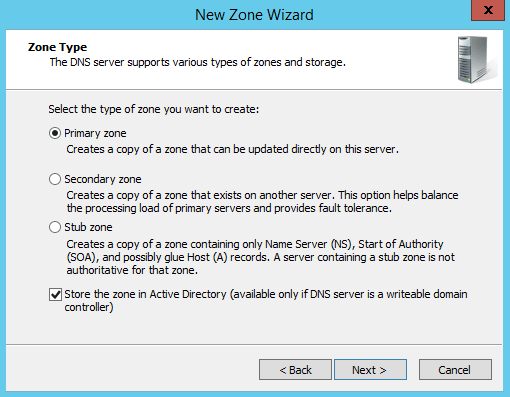 New Zone Wizard
x
Zone Type
The DNS server supports various types of zones and storage.
Select the type of zone you want to create:
Primary zone
Creates a copy of a zone that can be updated directly on this server.
Secondary zone
Creates a copy of a zone that exists on another server. This option helps balance
the processing load of primary servers and provides fault tolerance.
Stub zone
Creates a copy of a zone containing only Name Server (NS), Start of Authority
(SOA), and possibly glue Host (A) records. A server containing a stub zone is not
authoritative for that zone.
Store the zone in Active Directory (available only if DNS server is a writeable domain
controller)
< Back
Next >
Cancel